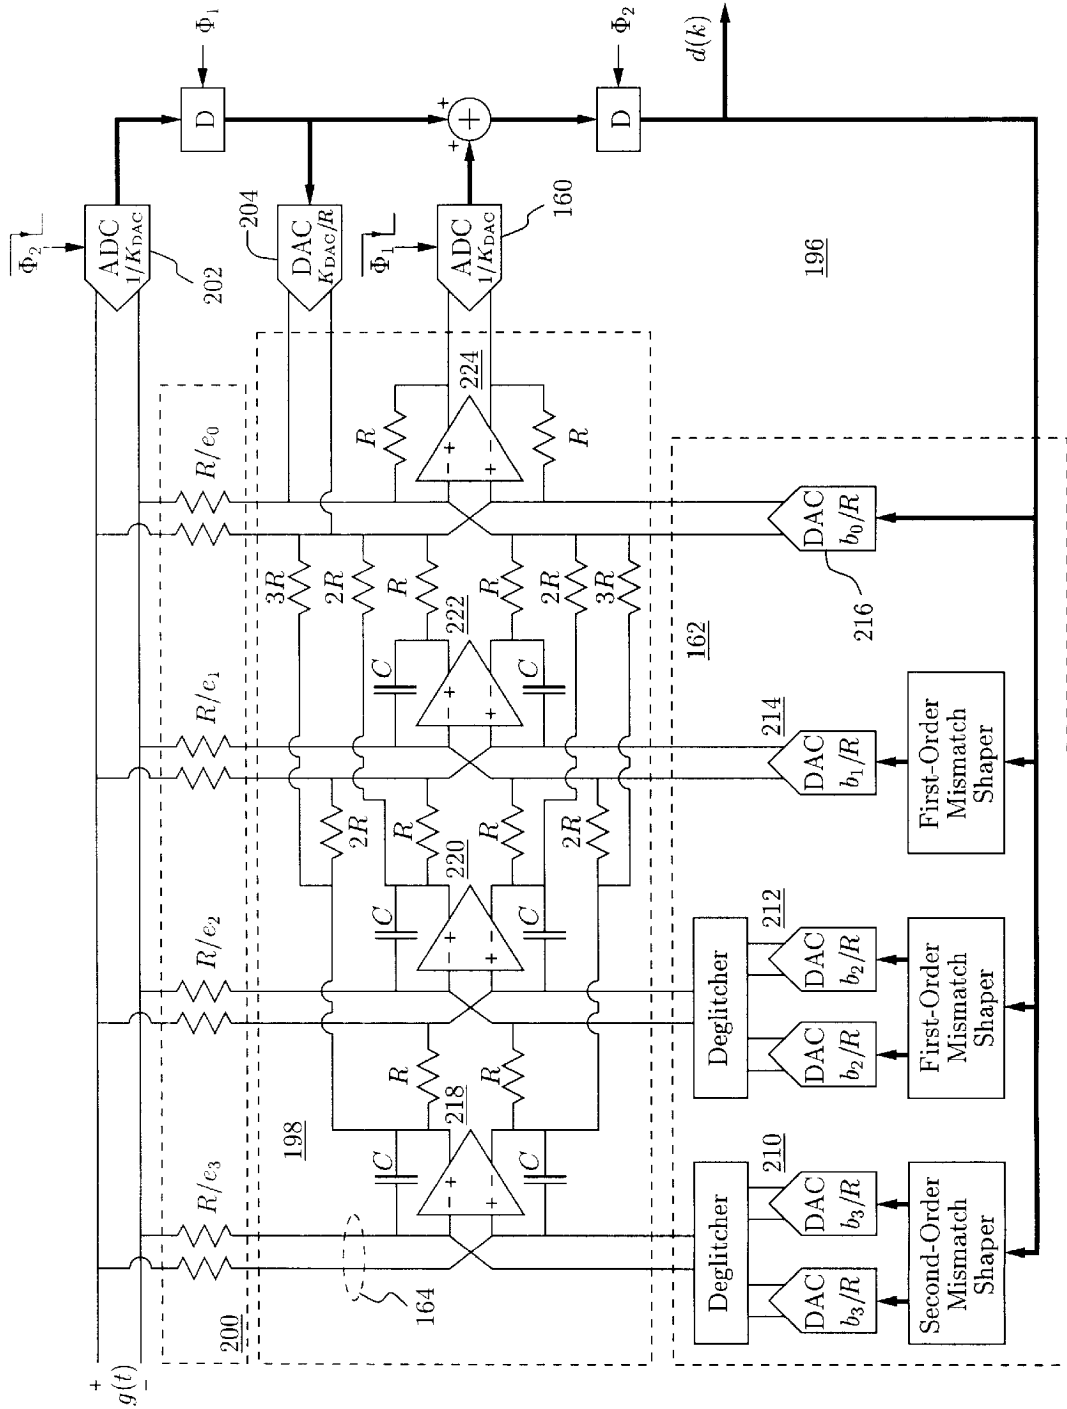 g(t)
+
−
200
R/e₃
R/e₂
R/e₁
R/e₀
Φ₂
ADC
1/K_DAC
202
D
Φ₁
198
164
C
C
218
R
R
2R
2R
C
C
220
R
R
C
C
222
3R
2R
R
R
2R
3R
R
R
224
204
DAC
K_DAC/R
Φ₁
ADC
1/K_DAC
160
+
+
+
D
Φ₂
d(k)
196
162
Deglitcher
210
DAC
b₃/R
DAC
b₃/R
Second-Order
Mismatch
Shaper
Deglitcher
212
DAC
b₂/R
DAC
b₂/R
First-Order
Mismatch
Shaper
214
DAC
b₁/R
First-Order
Mismatch
Shaper
216
DAC
b₀/R
+
−
+
−
+
−
+
−
+
−
+
−
+
−
+
−